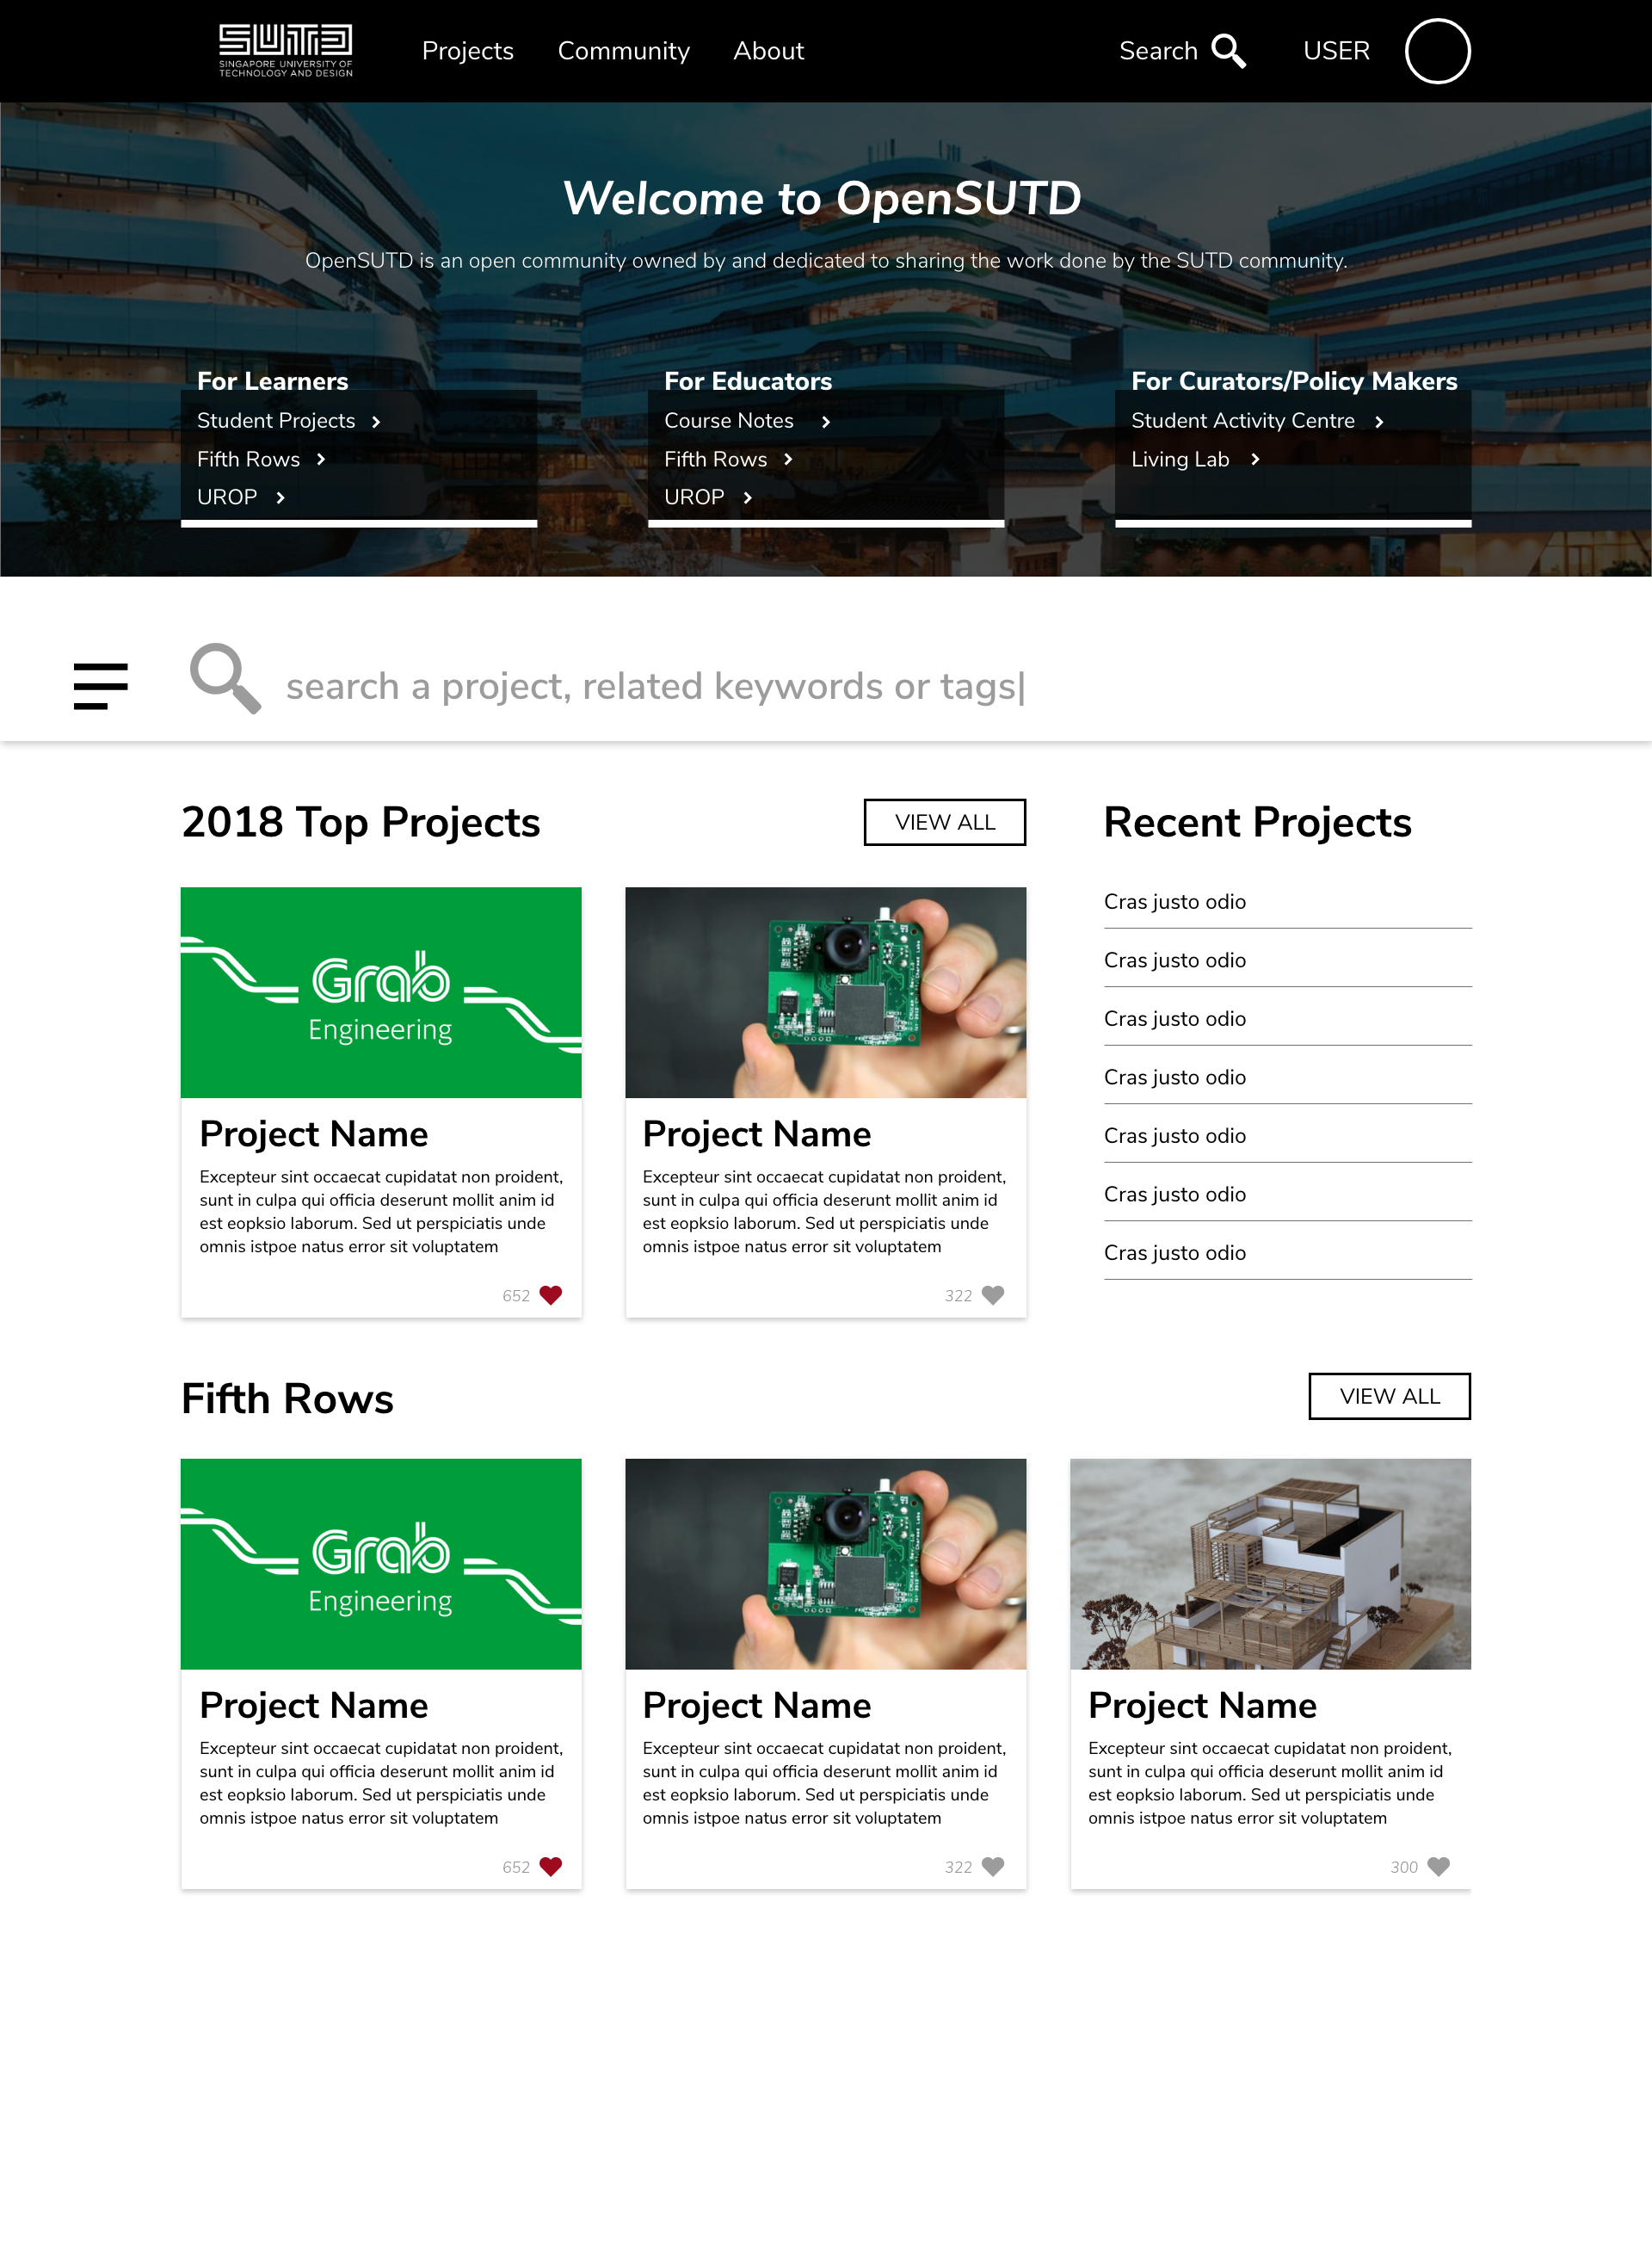 SUTD
SINGAPORE UNIVERSITY OF
TECHNOLOGY AND DESIGN
Projects
Community
About
Search
USER
Welcome to OpenSUTD
OpenSUTD is an open community owned by and dedicated to sharing the work done by the SUTD community.
For Learners
Student Projects
Fifth Rows
UROP
For Educators
Course Notes
Fifth Rows
UROP
For Curators/Policy Makers
Student Activity Centre
Living Lab
search a project, related keywords or tags|
2018 Top Projects
VIEW ALL
Grab
Engineering
Project Name
Excepteur sint occaecat cupidatat non proident,
sunt in culpa qui officia deserunt mollit anim id
est eopksio laborum. Sed ut perspiciatis unde
omnis istpoe natus error sit voluptatem
652
Project Name
Excepteur sint occaecat cupidatat non proident,
sunt in culpa qui officia deserunt mollit anim id
est eopksio laborum. Sed ut perspiciatis unde
omnis istpoe natus error sit voluptatem
322
Recent Projects
Cras justo odio
Cras justo odio
Cras justo odio
Cras justo odio
Cras justo odio
Cras justo odio
Cras justo odio
Fifth Rows
VIEW ALL
Grab
Engineering
Project Name
Excepteur sint occaecat cupidatat non proident,
sunt in culpa qui officia deserunt mollit anim id
est eopksio laborum. Sed ut perspiciatis unde
omnis istpoe natus error sit voluptatem
652
Project Name
Excepteur sint occaecat cupidatat non proident,
sunt in culpa qui officia deserunt mollit anim id
est eopksio laborum. Sed ut perspiciatis unde
omnis istpoe natus error sit voluptatem
322
Project Name
Excepteur sint occaecat cupidatat non proident,
sunt in culpa qui officia deserunt mollit anim id
est eopksio laborum. Sed ut perspiciatis unde
omnis istpoe natus error sit voluptatem
300